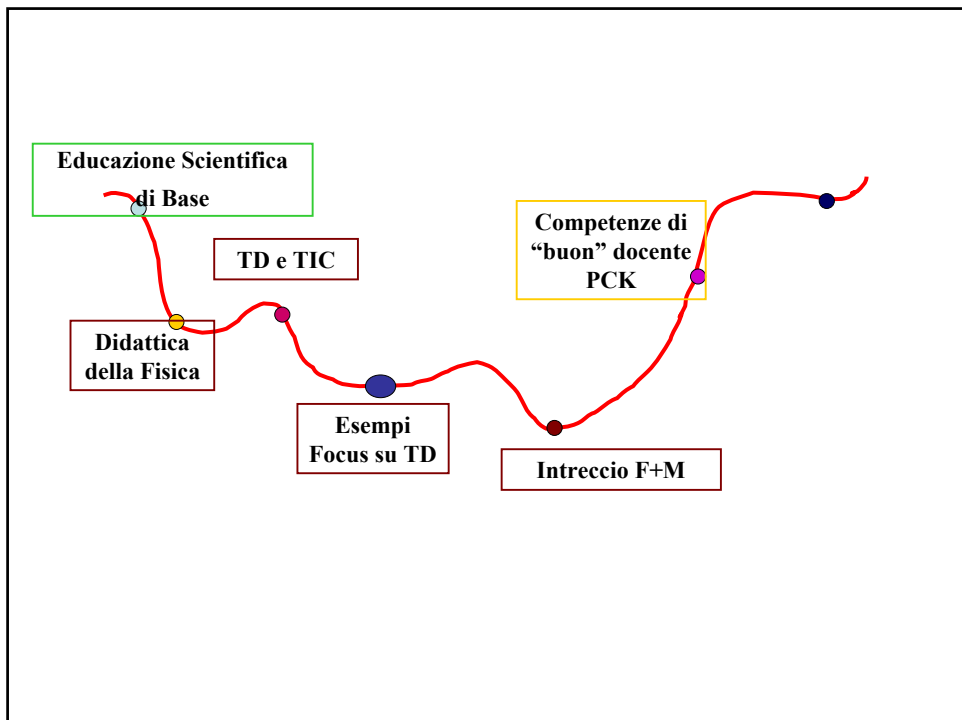 Educazione Scientifica
di Base
TD e TIC
Didattica
della Fisica
Esempi
Focus su TD
Intreccio F+M
Competenze di
“buon” docente
PCK